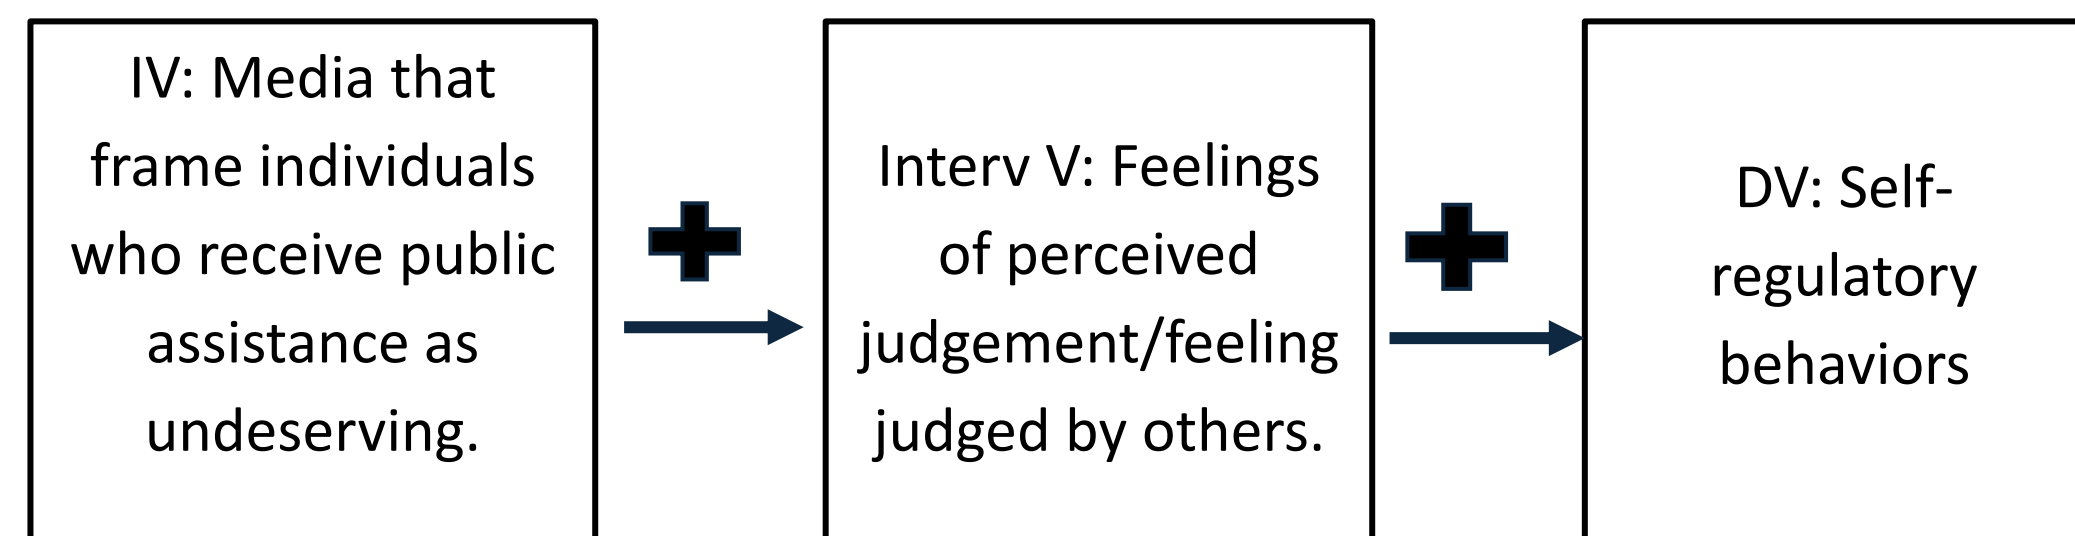 IV: Media that
frame individuals
who receive public
assistance as
undeserving.
Interv V: Feelings
of perceived
judgement/feeling
judged by others.
DV: Self-
regulatory
behaviors